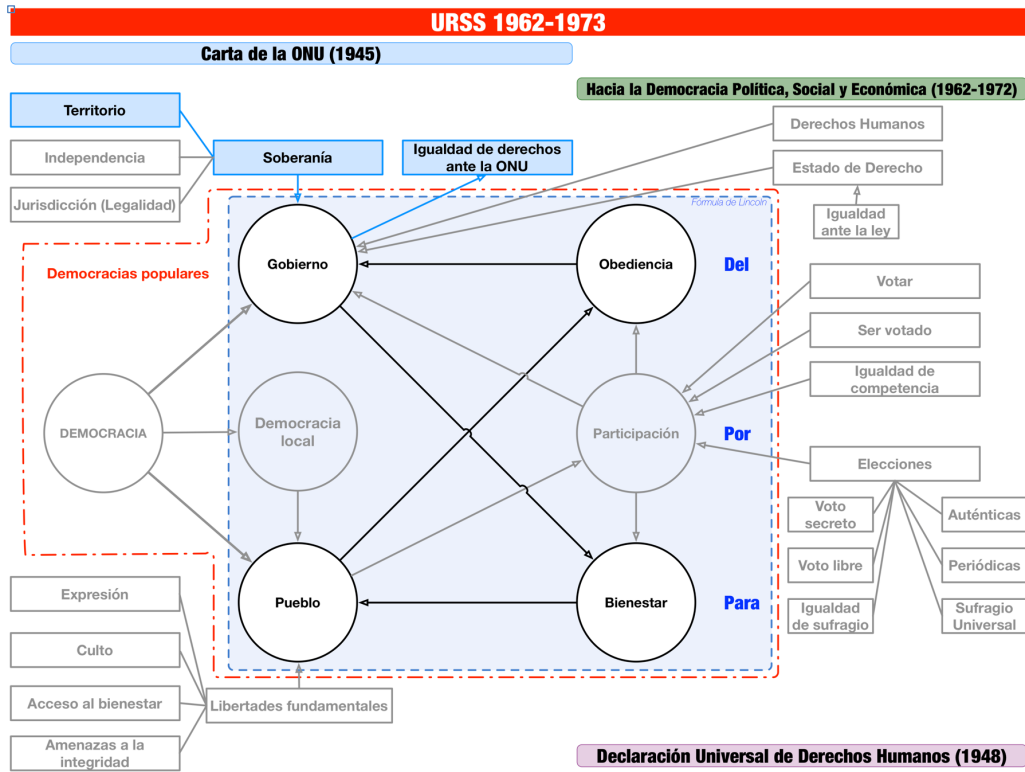 URSS 1962-1973
Carta de la ONU (1945)
Hacia la Democracia Política, Social y Económica (1962-1972)
Territorio
Independencia
Jurisdicción (Legalidad)
Soberanía
Igualdad de derechos
ante la ONU
Derechos Humanos
Estado de Derecho
Igualdad
ante la ley
Fórmula de Lincoln
Democracias populares
Gobierno
Obediencia
Del
Votar
Ser votado
Igualdad de
competencia
DEMOCRACIA
Democracia
local
Participación
Por
Elecciones
Voto
secreto
Auténticas
Voto libre
Periódicas
Igualdad
de sufragio
Sufragio
Universal
Pueblo
Bienestar
Para
Expresión
Culto
Acceso al bienestar
Amenazas a la
integridad
Libertades fundamentales
Declaración Universal de Derechos Humanos (1948)